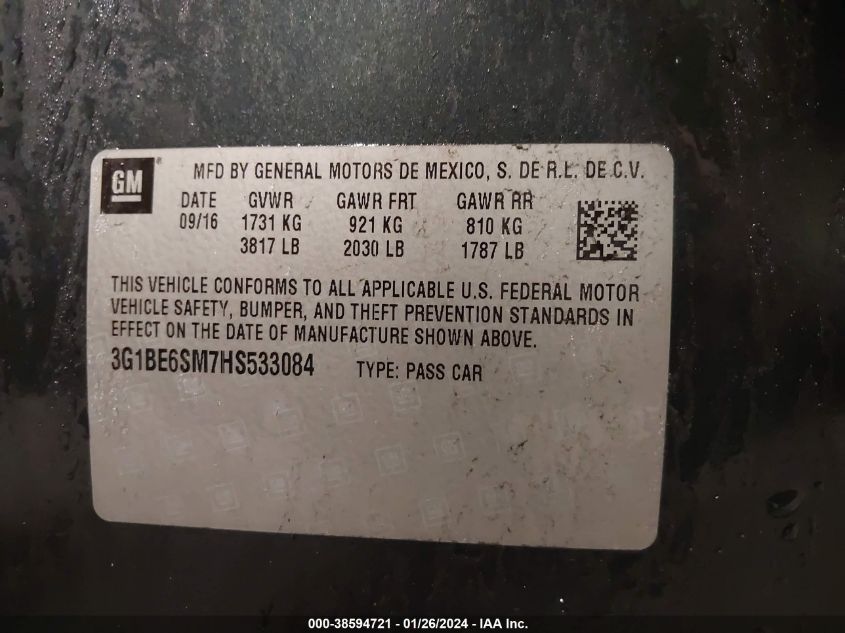 GM
MFD BY GENERAL MOTORS DE MEXICO, S. DE R.L. DE C.V.
DATE GVWR GAWR FRT GAWR RR
09/16 1731 KG 921 KG 810 KG
3817 LB 2030 LB 1787 LB
THIS VEHICLE CONFORMS TO ALL APPLICABLE U.S. FEDERAL MOTOR
VEHICLE SAFETY, BUMPER, AND THEFT PREVENTION STANDARDS IN
EFFECT ON THE DATE OF MANUFACTURE SHOWN ABOVE.
3G1BE6SM7HS533084 TYPE: PASS CAR
000-38594721 - 01/26/2024 - IAA Inc.